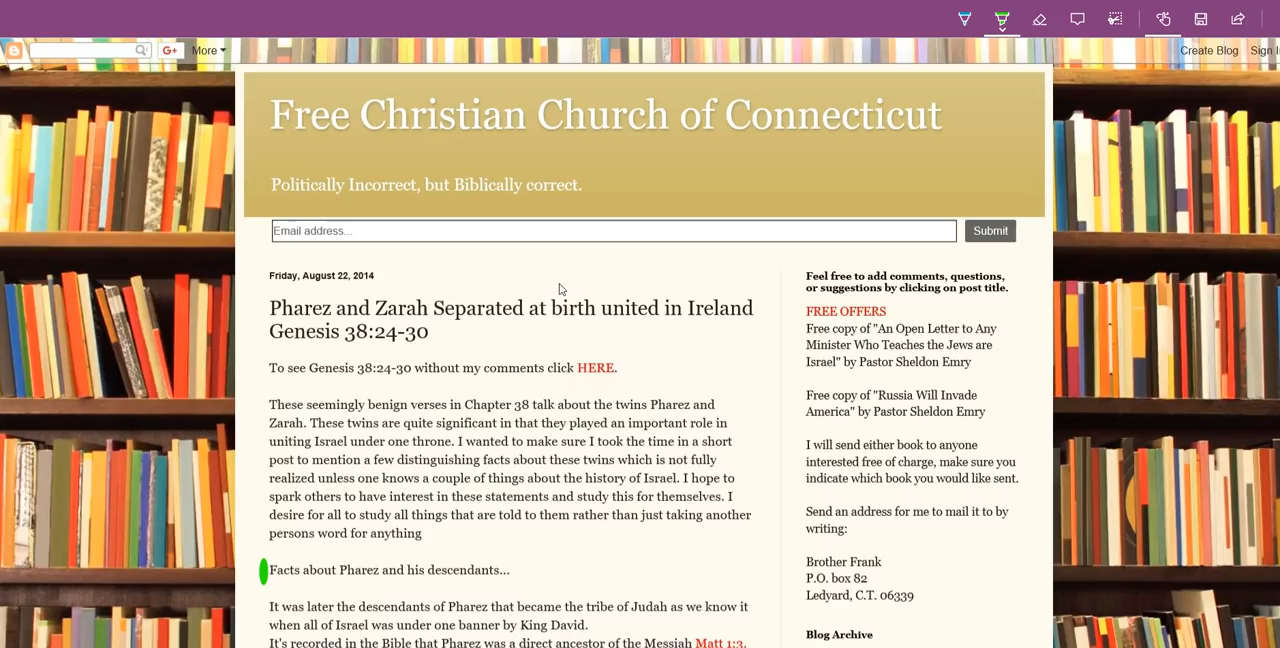 More
Create Blog
Sign I
Free Christian Church of Connecticut
Politically Incorrect, but Biblically correct.
Email address...
Submit
Friday, August 22, 2014
Pharez and Zarah Separated at birth united in Ireland
Genesis 38:24-30
To see Genesis 38:24-30 without my comments click HERE.
These seemingly benign verses in Chapter 38 talk about the twins Pharez and
Zarah. These twins are quite significant in that they played an important role in
uniting Israel under one throne. I wanted to make sure I took the time in a short
post to mention a few distinguishing facts about these twins which is not fully
realized unless one knows a couple of things about the history of Israel. I hope to
spark others to have interest in these statements and study this for themselves. I
desire for all to study all things that are told to them rather than just taking another
persons word for anything
Facts about Pharez and his descendants...
It was later the descendants of Pharez that became the tribe of Judah as we know it
when all of Israel was under one banner by King David.
It's recorded in the Bible that Pharez was a direct ancestor of the Messiah Matt 1:3.
Feel free to add comments, questions,
or suggestions by clicking on post title.
FREE OFFERS
Free copy of "An Open Letter to Any
Minister Who Teaches the Jews are
Israel" by Pastor Sheldon Emry
Free copy of "Russia Will Invade
America" by Pastor Sheldon Emry
I will send either book to anyone
interested free of charge, make sure you
indicate which book you would like sent.
Send an address for me to mail it to by
writing:
Brother Frank
P.O. box 82
Ledyard, C.T. 06339
Blog Archive